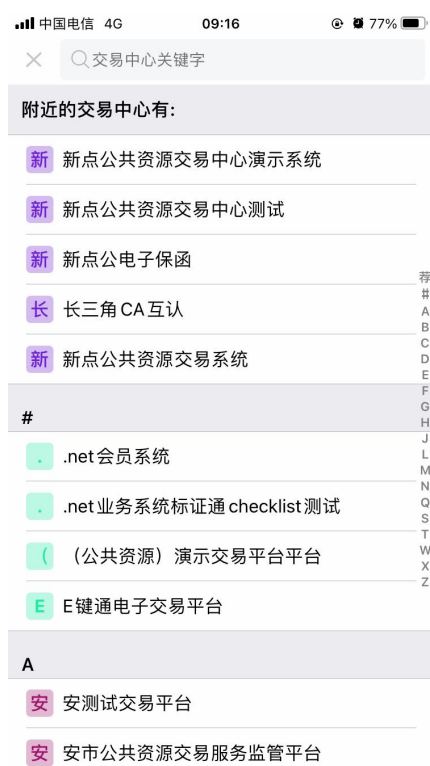 中国电信 4G 09:16 77%
交易中心关键字
附近的交易中心有:
新 新点公共资源交易中心演示系统
新 新点公共资源交易中心测试
新 新点公电子保函
长 长三角CA互认
新 新点公共资源交易系统
#
. .net会员系统
. .net业务系统标证通checklist测试
（ （公共资源）演示交易平台平台
E E键通电子交易平台
A
安 安测试交易平台
安 安市公共资源交易服务监管平台
荐
#
A
B
C
D
E
F
G
H
J
L
M
N
Q
S
T
W
X
Z